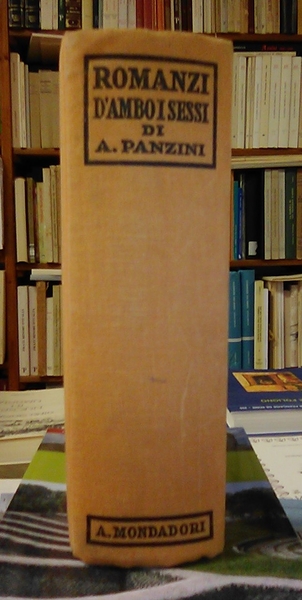 ROMANZI
D'AMBO I SESSI
DI
A. PANZINI
A. MONDADORI